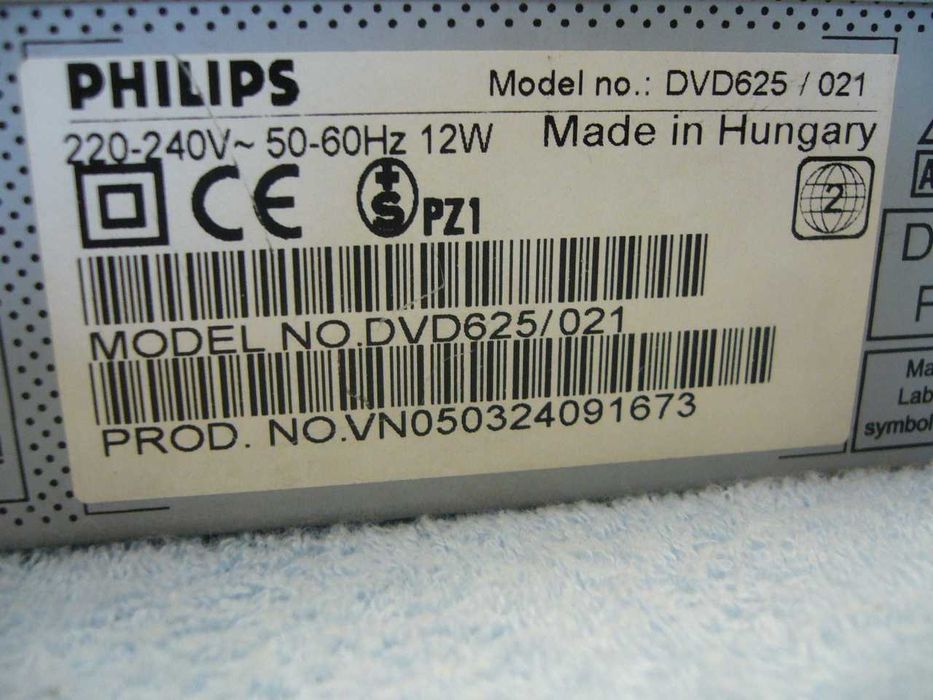 PHILIPS Model no.: DVD625 / 021
220-240V~ 50-60Hz 12W Made in Hungary
CE +S PZ1 2
MODEL NO.DVD625/021
PROD. NO.VN050324091673